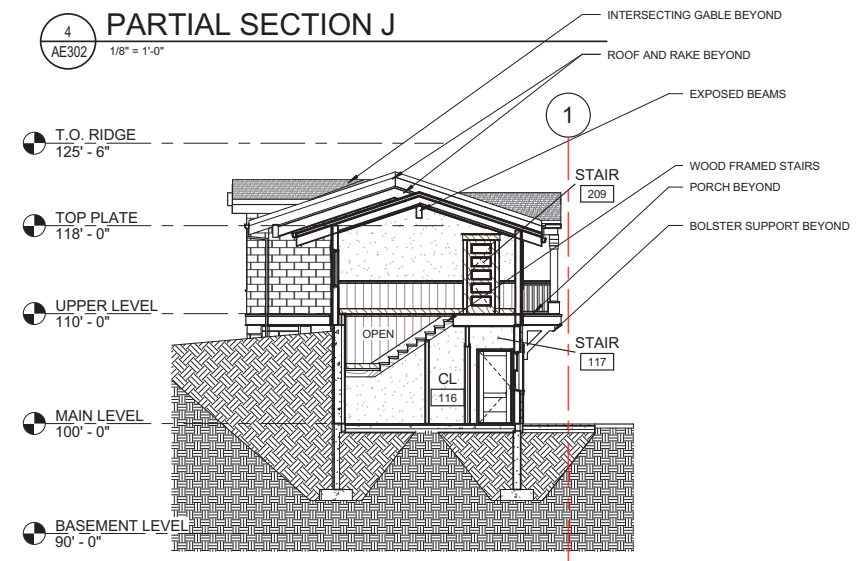 4
AE302
PARTIAL SECTION J
1/8" = 1'-0"
INTERSECTING GABLE BEYOND
ROOF AND RAKE BEYOND
EXPOSED BEAMS
1
T.O. RIDGE
125' - 6"
WOOD FRAMED STAIRS
STAIR
209
PORCH BEYOND
TOP PLATE
118' - 0"
BOLSTER SUPPORT BEYOND
UPPER LEVEL
110' - 0"
OPEN
STAIR
117
CL
116
MAIN LEVEL
100' - 0"
BASEMENT LEVEL
90' - 0"